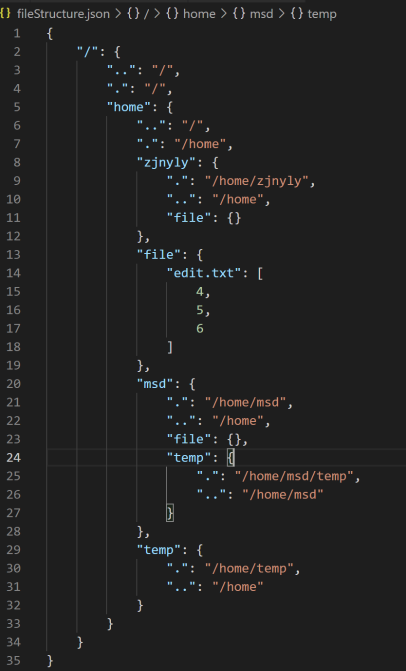 {} fileStructure.json > {} / > {} home > {} msd > {} temp
1 {
2     "/": {
3         "..": "/",
4         ".": "/",
5         "home": {
6             "..": "/",
7             ".": "/home",
8             "zjnyly": {
9                 ".": "/home/zjnyly",
10                 "..": "/home",
11                 "file": {}
12             },
13             "file": {
14                 "edit.txt": [
15                     4,
16                     5,
17                     6
18                 ]
19             },
20             "msd": {
21                 ".": "/home/msd",
22                 "..": "/home",
23                 "file": {},
24                 "temp": {
25                     ".": "/home/msd/temp",
26                     "..": "/home/msd"
27                 }
28             },
29             "temp": {
30                 ".": "/home/temp",
31                 "..": "/home"
32             }
33         }
34     }
35 }